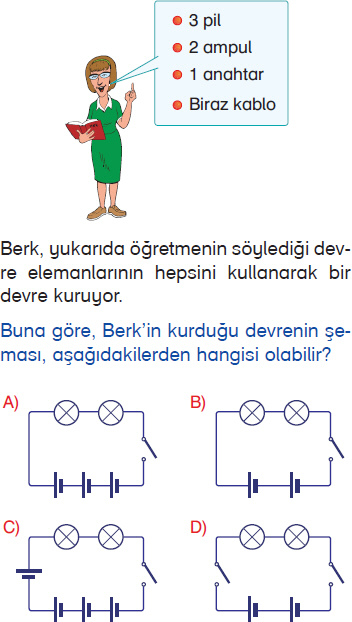 3 pil
2 ampul
1 anahtar
Biraz kablo
Berk, yukarıda öğretmenin söylediği dev-
re elemanlarının hepsini kullanarak bir
devre kuruyor.
Buna göre, Berk'in kurduğu devrenin şe-
ması, aşağıdakilerden hangisi olabilir?
A)
B)
C)
D)